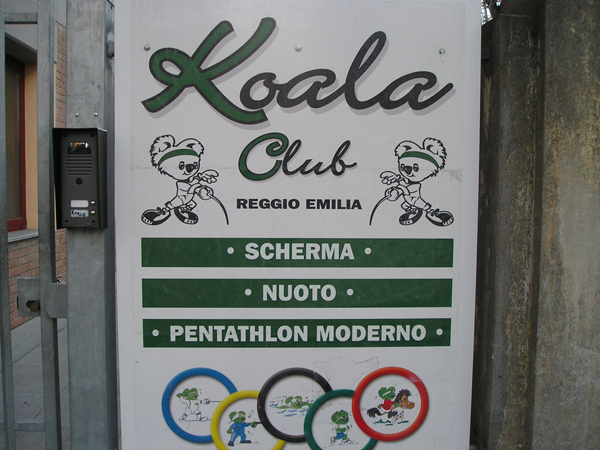 Koala
Club
REGGIO EMILIA
• SCHERMA •
• NUOTO •
• PENTATHLON MODERNO •